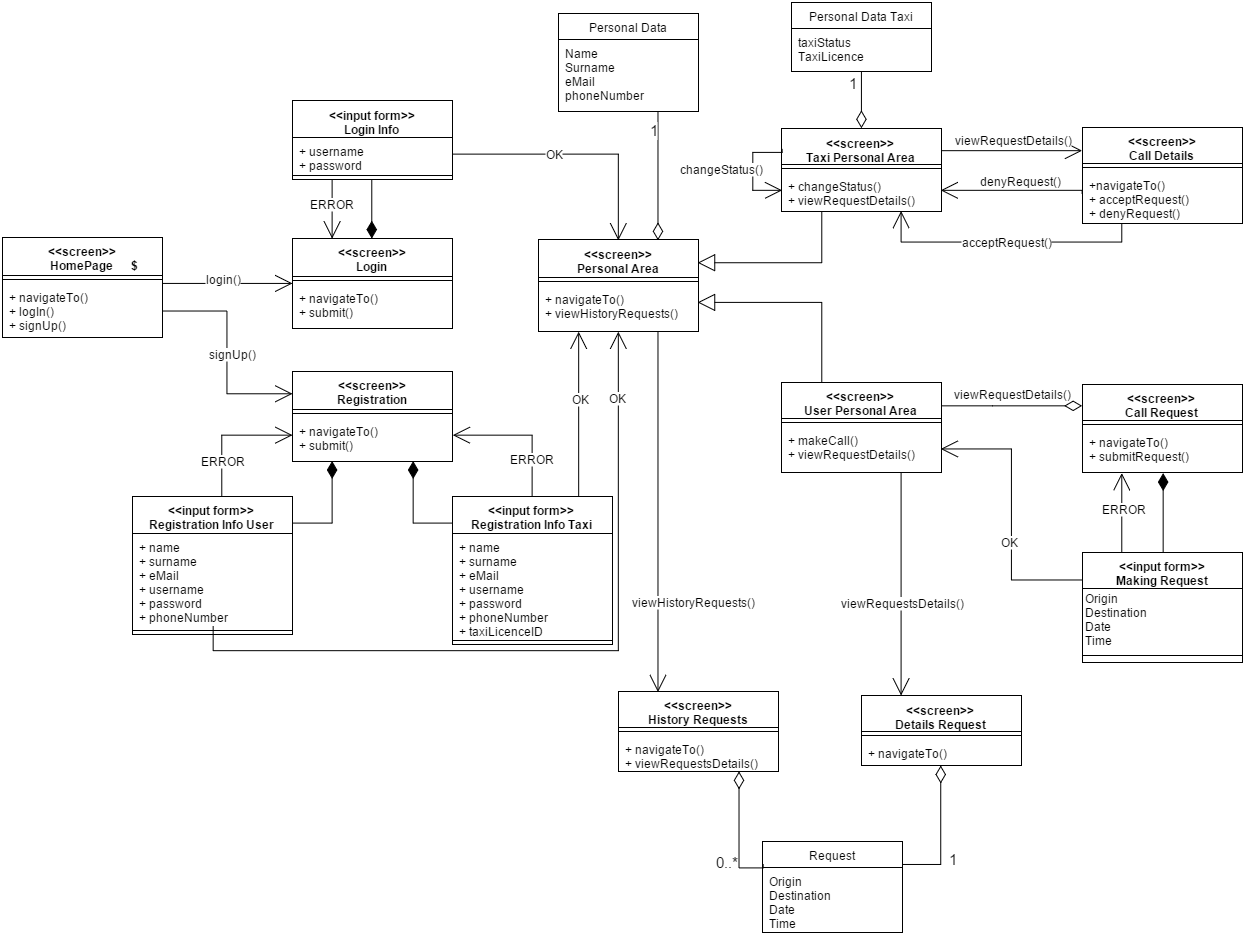 Personal Data
Name
Surname
eMail
phoneNumber
1
Personal Data Taxi
taxiStatus
TaxiLicence
1
<<input form>>
Login Info
+ username
+ password
OK
ERROR
<<screen>>
Taxi Personal Area
+ changeStatus()
+ viewRequestDetails()
changeStatus()
viewRequestDetails()
denyRequest()
acceptRequest()
<<screen>>
Call Details
+navigateTo()
+ acceptRequest()
+ denyRequest()
<<screen>>
HomePage $
+ navigateTo()
+ logIn()
+ signUp()
login()
signUp()
<<screen>>
Login
+ navigateTo()
+ submit()
<<screen>>
Personal Area
+ navigateTo()
+ viewHistoryRequests()
<<screen>>
Registration
+ navigateTo()
+ submit()
ERROR
ERROR
OK
OK
<<screen>>
User Personal Area
+ makeCall()
+ viewRequestDetails()
viewRequestDetails()
<<screen>>
Call Request
+ navigateTo()
+ submitRequest()
ERROR
OK
<<input form>>
Registration Info User
+ name
+ surname
+ eMail
+ username
+ password
+ phoneNumber
<<input form>>
Registration Info Taxi
+ name
+ surname
+ eMail
+ username
+ password
+ phoneNumber
+ taxiLicenceID
<<input form>>
Making Request
Origin
Destination
Date
Time
viewHistoryRequests()
viewRequestsDetails()
<<screen>>
History Requests
+ navigateTo()
+ viewRequestsDetails()
<<screen>>
Details Request
+ navigateTo()
0..*
1
Request
Origin
Destination
Date
Time